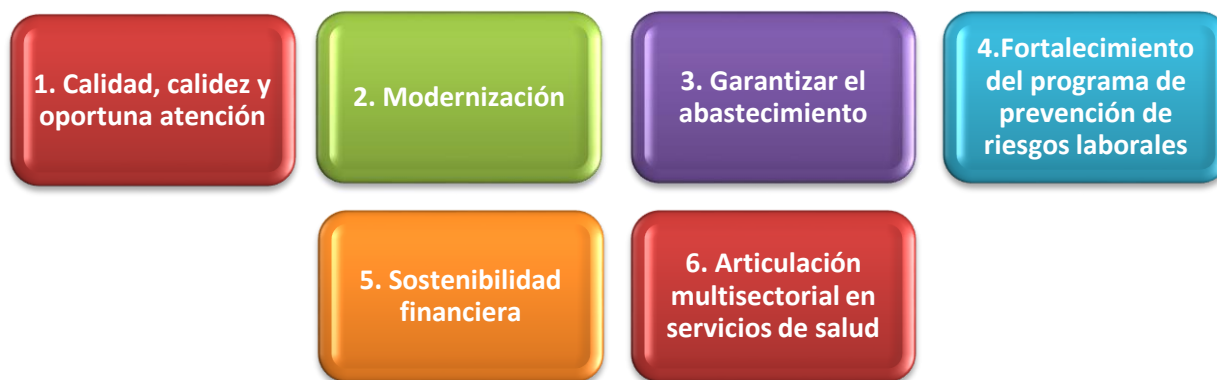 1. Calidad, calidez y
oportuna atención
2. Modernización
3. Garantizar el
abastecimiento
4.Fortalecimiento
del programa de
prevención de
riesgos laborales
5. Sostenibilidad
financiera
6. Articulación
multisectorial en
servicios de salud